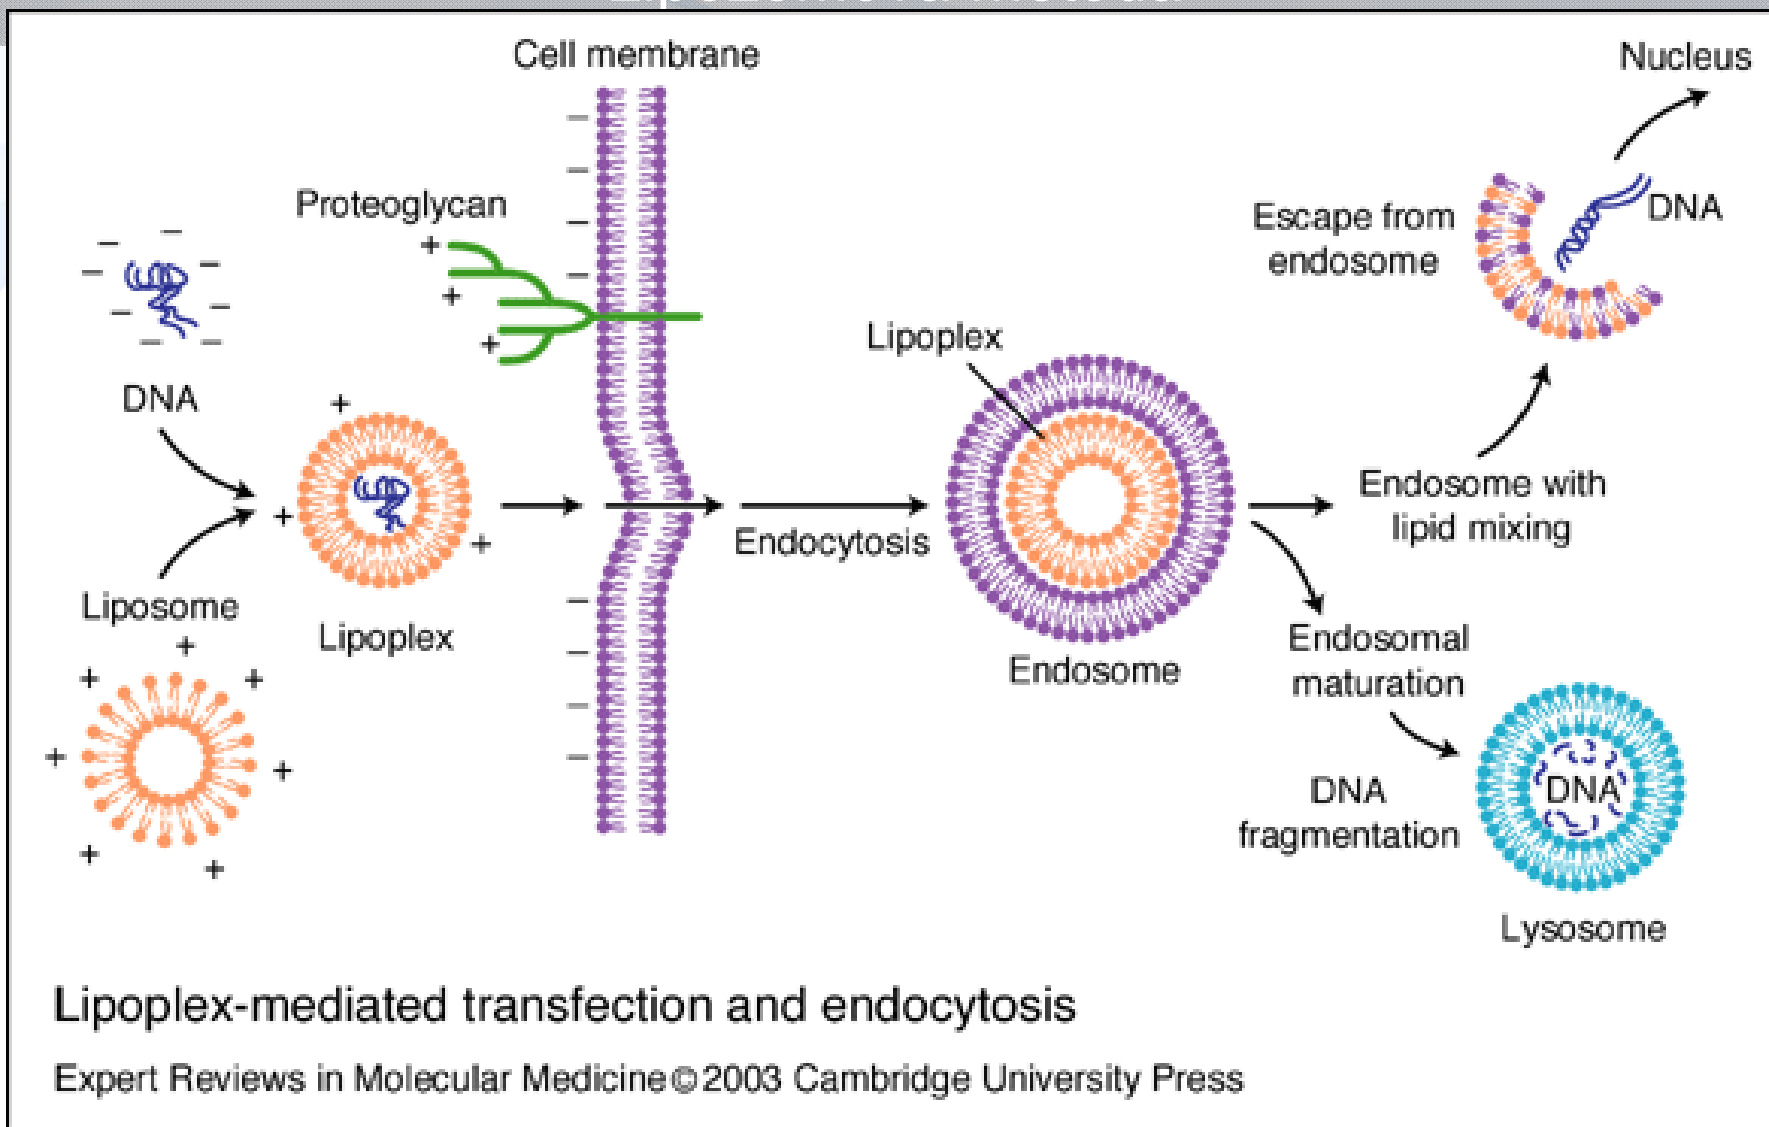 Cell membrane
Nucleus
Proteoglycan
DNA
Escape from
endosome
Lipoplex
DNA
Endosome with
lipid mixing
Endocytosis
Liposome
Lipoplex
Endosome
Endosomal
maturation
DNA
fragmentation
DNA
Lysosome
Lipoplex-mediated transfection and endocytosis
Expert Reviews in Molecular Medicine©2003 Cambridge University Press